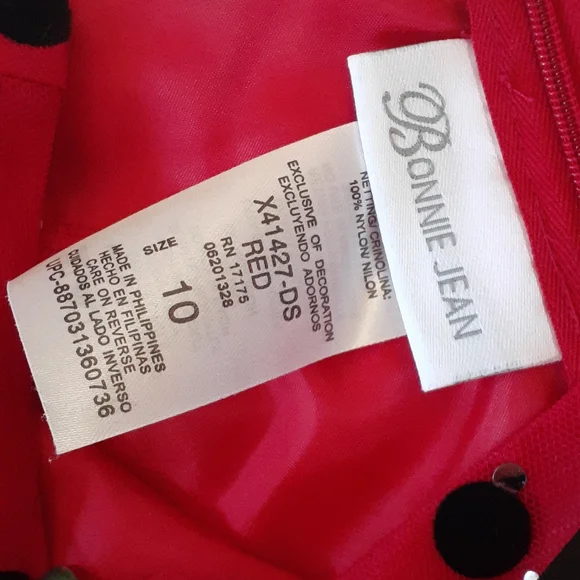 BONNIE JEAN
NETTING/CRINOLINA:
100% NYLON/NILON
EXCLUSIVE OF DECORATION
EXCLUYENDO ADORNOS
X41427-DS
RED
RN 17175
06201328
SIZE
10
MADE IN PHILIPPINES
HECHO EN FILIPINAS
CARE ON REVERSE
CUIDADOS AL LADO INVERSO
UPC-887031360736